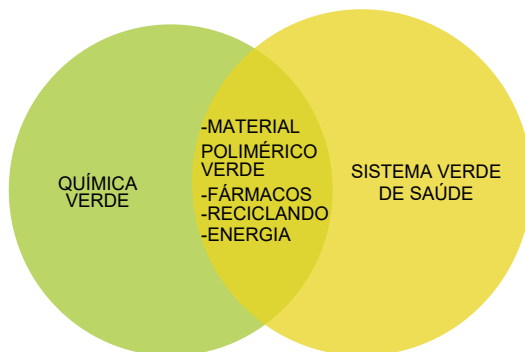 QUÍMICA
VERDE
-MATERIAL
POLIMÉRICO
VERDE
-FÁRMACOS
-RECICLANDO
-ENERGIA
SISTEMA VERDE
DE SAÚDE